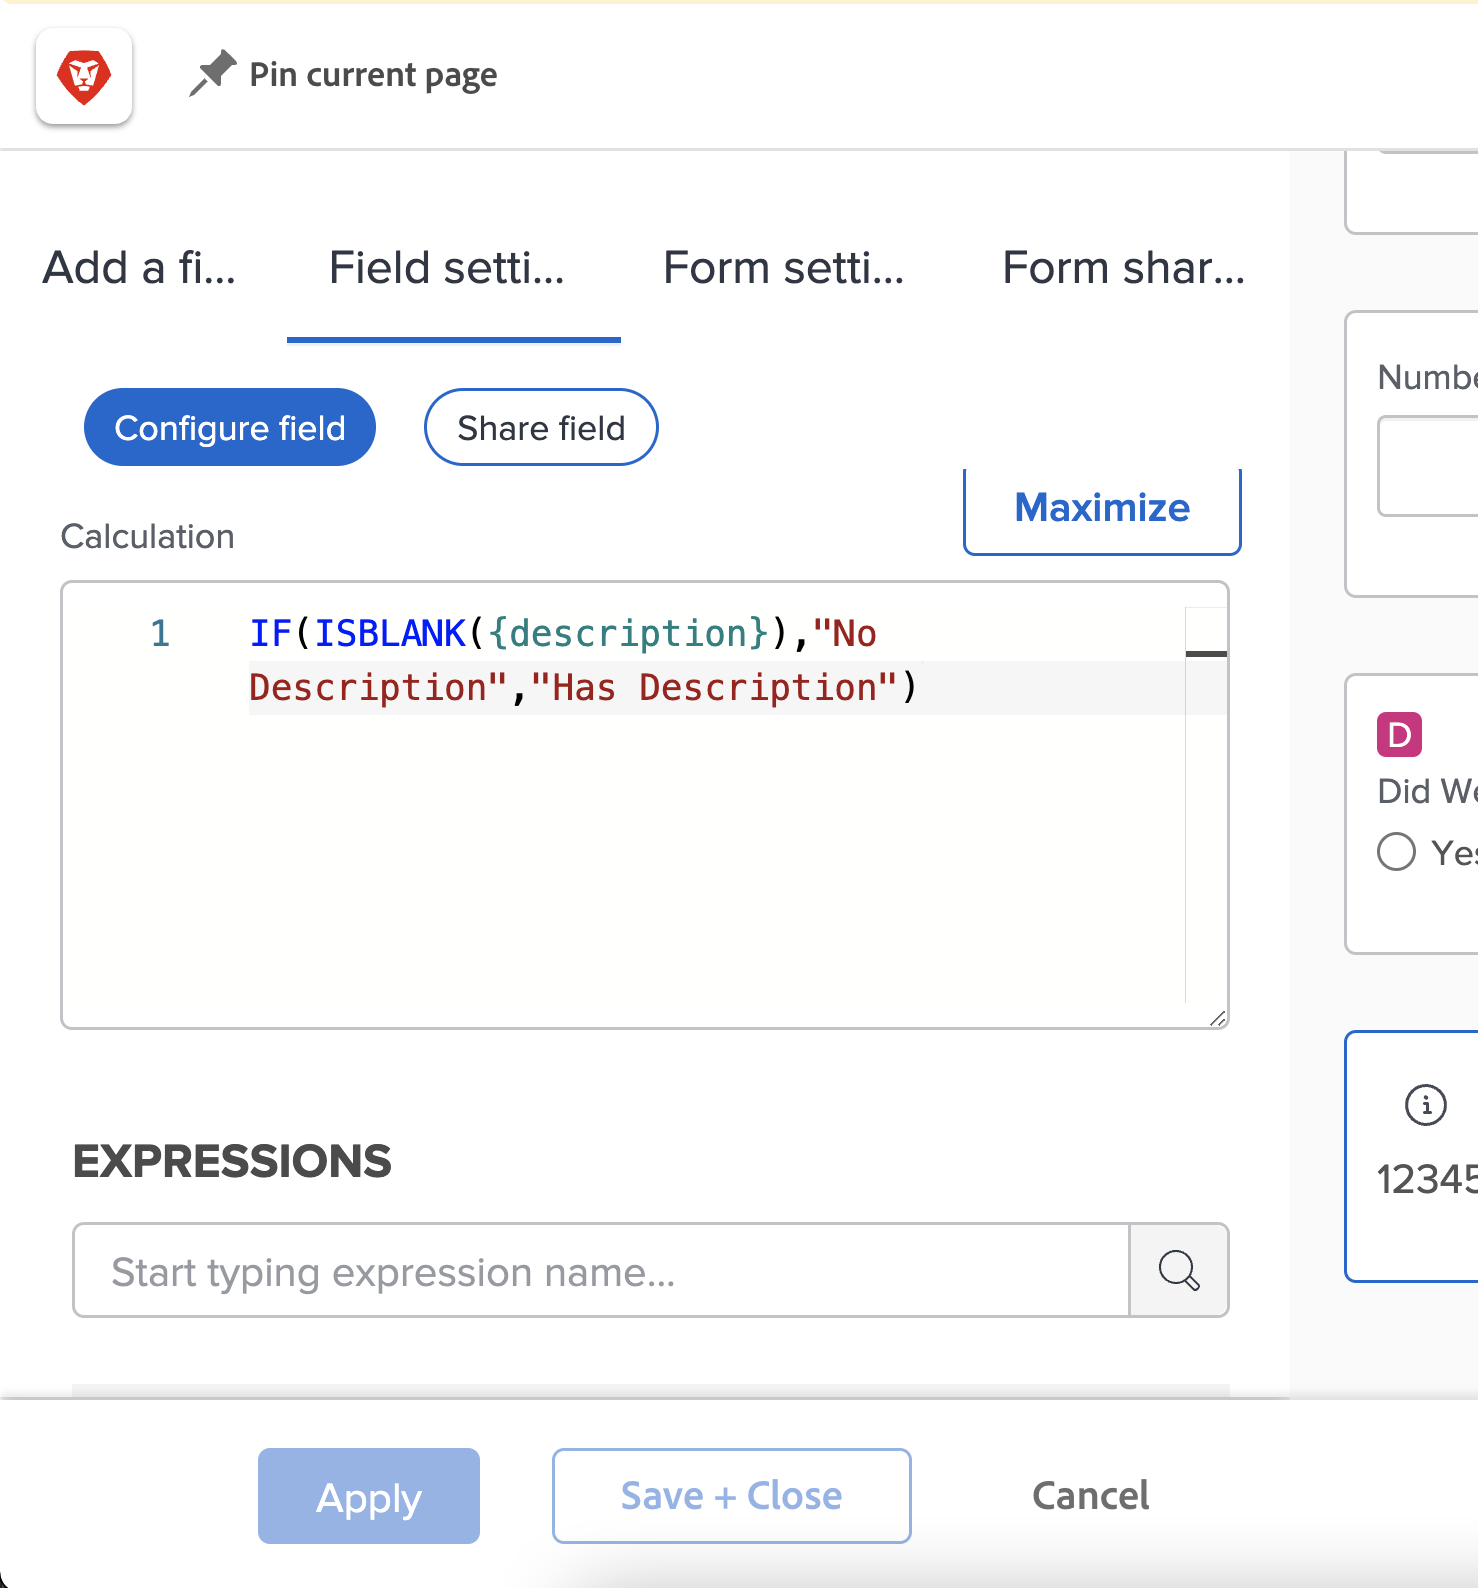 Pin current page
Add a fi...
Field setti...
Form setti...
Form shar...
Configure field
Share field
Maximize
Calculation
1
IF(ISBLANK({description}),"No
Description","Has Description")
EXPRESSIONS
Start typing expression name...
Apply
Save + Close
Cancel
Numbe
D
Did We
Yes
12345